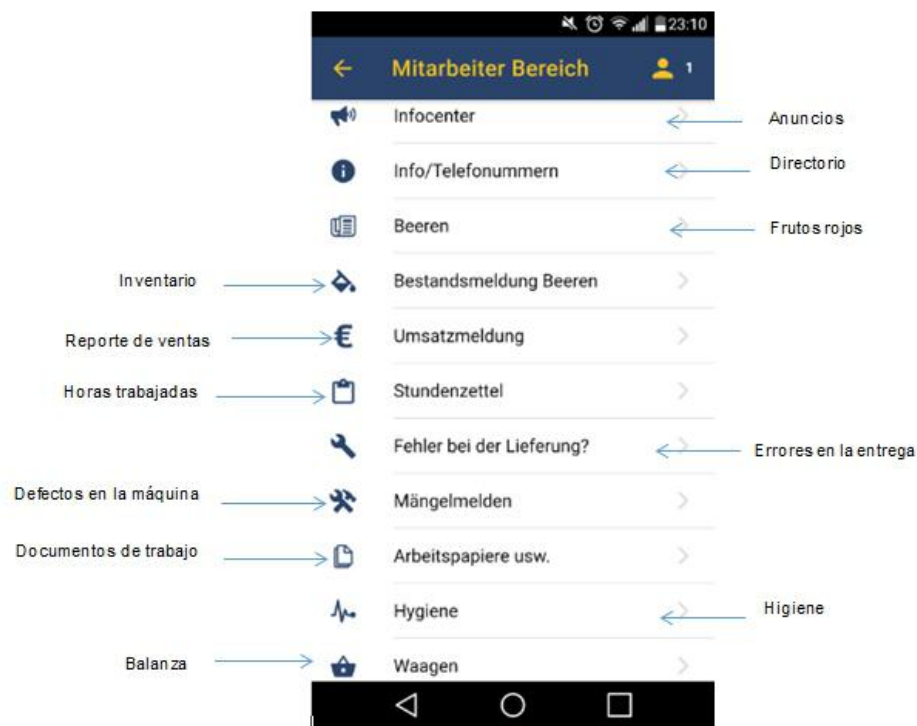 23:10
Mitarbeiter Bereich 1
Infocenter
Anuncios
Info/Telefonummern
Directorio
Beeren
Frutos rojos
Inventario
Bestandsmeldung Beeren
Reporte de ventas
€
Umsatzmeldung
Horas trabajadas
Stundenzettel
Fehler bei der Lieferung?
Errores en la entrega
Defectos en la máquina
Mängelmelden
Documentos de trabajo
Arbeitspapiere usw.
Hygiene
Higiene
Balanza
Waagen